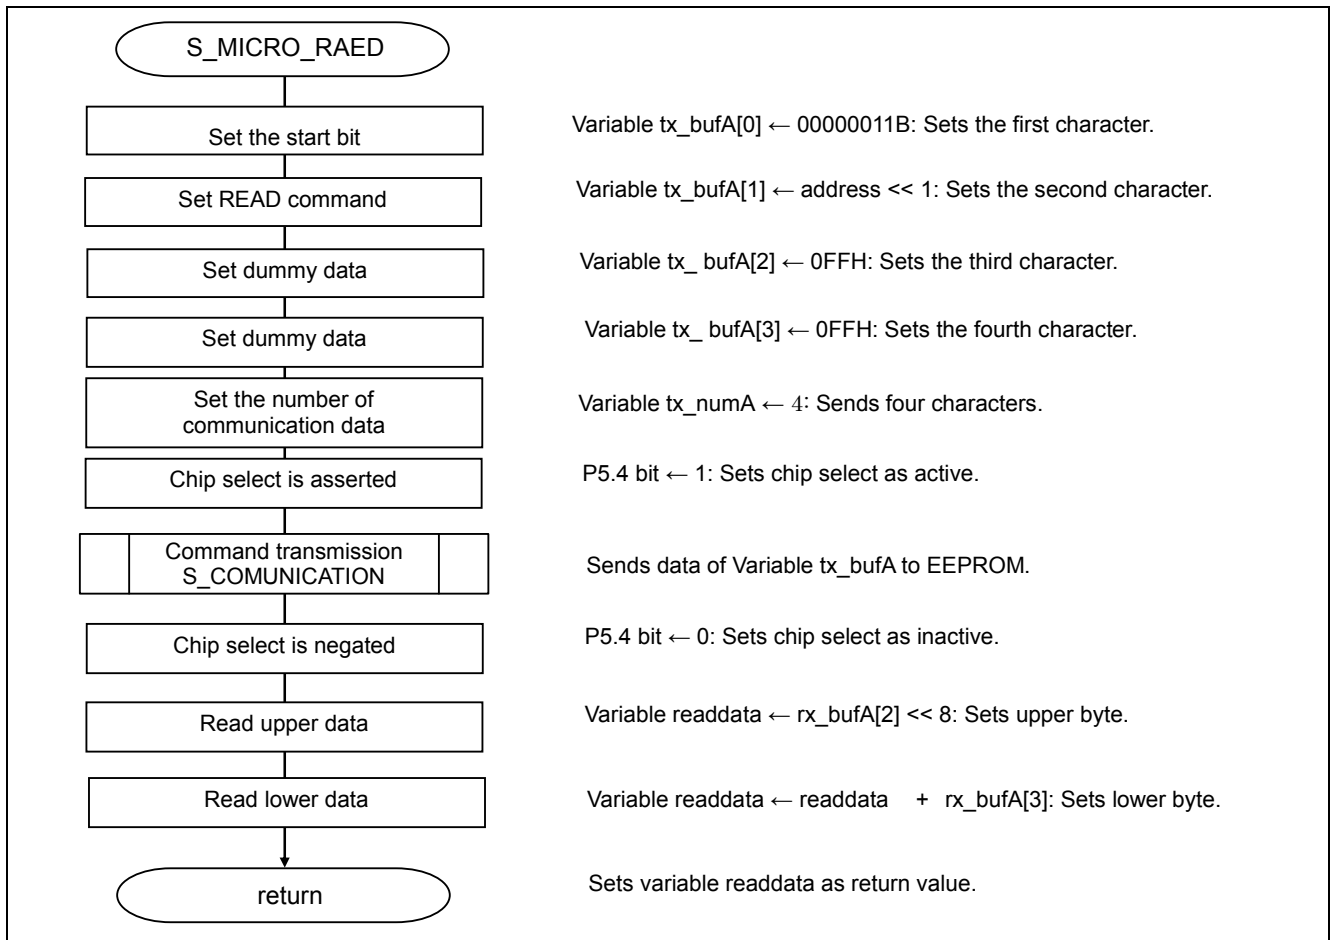 S_MICRO_RAED
Set the start bit
Variable tx_bufA[0] ← 00000011B: Sets the first character.
Set READ command
Variable tx_bufA[1] ← address << 1: Sets the second character.
Set dummy data
Variable tx_ bufA[2] ← 0FFH: Sets the third character.
Set dummy data
Variable tx_ bufA[3] ← 0FFH: Sets the fourth character.
Set the number of
communication data
Variable tx_numA ← 4: Sends four characters.
Chip select is asserted
P5.4 bit ← 1: Sets chip select as active.
Command transmission
S_COMUNICATION
Sends data of Variable tx_bufA to EEPROM.
Chip select is negated
P5.4 bit ← 0: Sets chip select as inactive.
Read upper data
Variable readdata ← rx_bufA[2] << 8: Sets upper byte.
Read lower data
Variable readdata ← readdata + rx_bufA[3]: Sets lower byte.
return
Sets variable readdata as return value.